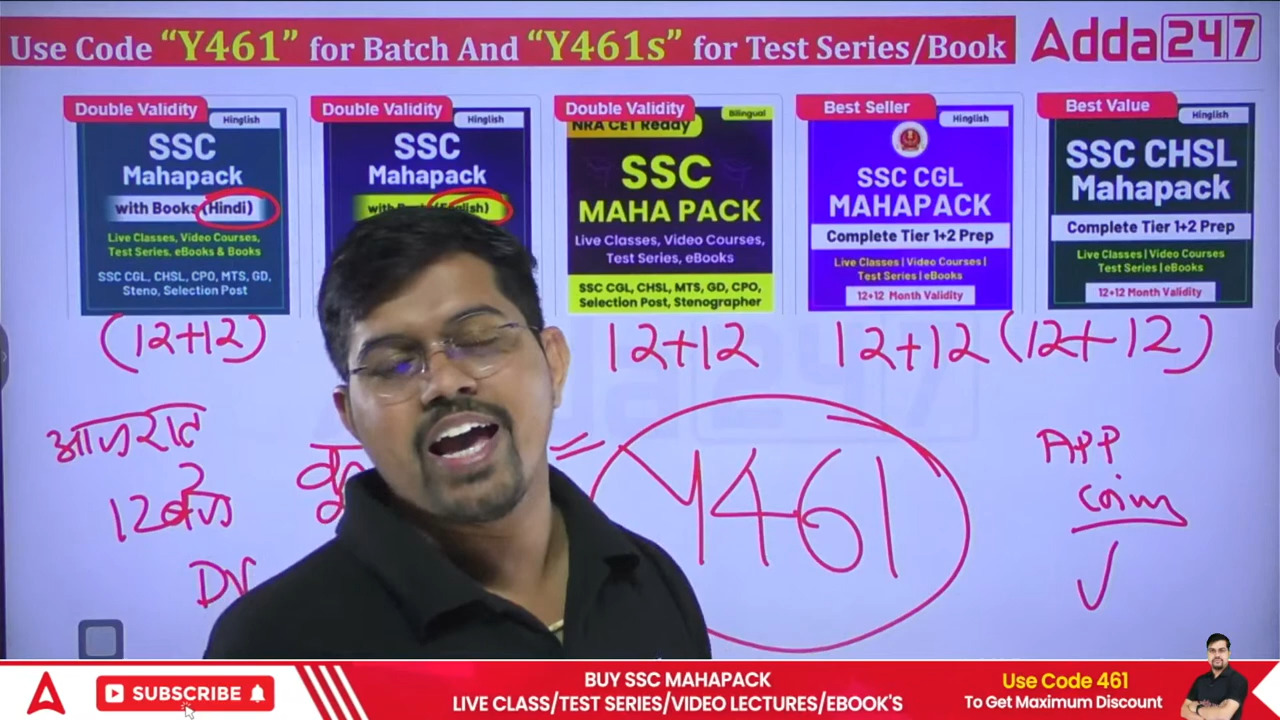 Use Code “Y461” for Batch And “Y461s” for Test Series/Book
Adda247
Double Validity
Hinglish
SSC
Mahapack
with Books (Hindi)
Live Classes, Video Courses,
Test Series, eBooks & Books
SSC CGL, CHSL, CPO, MTS, GD,
Steno, Selection Post
Double Validity
Hinglish
SSC
Mahapack
with (English)
Double Validity
Bilingual
NRA CET Ready
SSC
MAHA PACK
Live Classes, Video Courses,
Test Series, eBooks
SSC CGL, CHSL, MTS, GD, CPO,
Selection Post, Stenographer
Best Seller
Hinglish
SSC CGL
MAHAPACK
Complete Tier 1+2 Prep
Live Classes | Video Courses |
Test Series | eBooks
12+12 Month Validity
Best Value
Hinglish
SSC CHSL
Mahapack
Complete Tier 1+2 Prep
Live Classes | Video Courses
Test Series | eBooks
12+12 Month Validity
(12+12) 12+12 12+12 (12+12)
आज रात
12 बजे
DV
= Y461
APP
coins
SUBSCRIBE
BUY SSC MAHAPACK
LIVE CLASS/TEST SERIES/VIDEO LECTURES/EBOOK'S
Use Code 461
To Get Maximum Discount